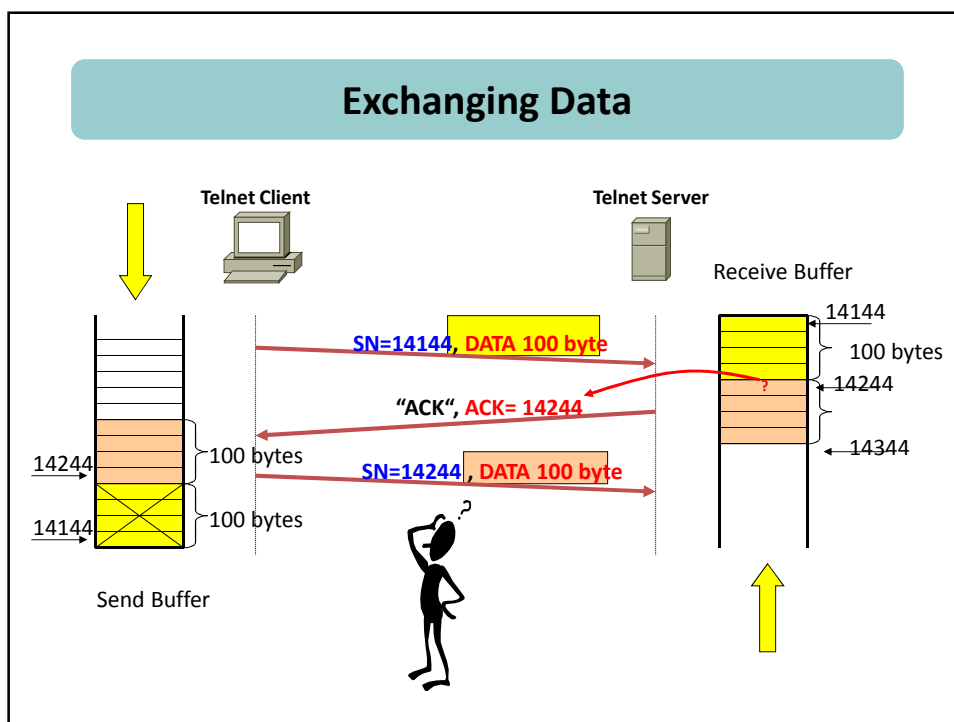 Exchanging Data
Telnet Client
Telnet Server
Receive Buffer
14144
SN=14144, DATA 100 byte
100 bytes
?
14244
“ACK“, ACK= 14244
14344
100 bytes
14244
SN=14244 , DATA 100 byte
14144
100 bytes
?
Send Buffer